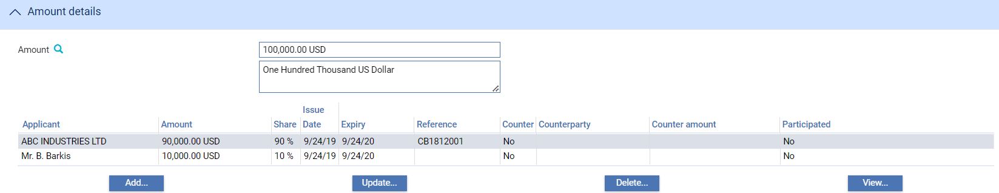 Amount details
Amount
100,000.00 USD
One Hundred Thousand US Dollar
Applicant Amount Share Issue Date Expiry Reference Counter Counterparty Counter amount Participated
ABC INDUSTRIES LTD 90,000.00 USD 90 % 9/24/19 9/24/20 CB1812001 No No
Mr. B. Barkis 10,000.00 USD 10 % 9/24/19 9/24/20 No No
Add... Update... Delete... View...